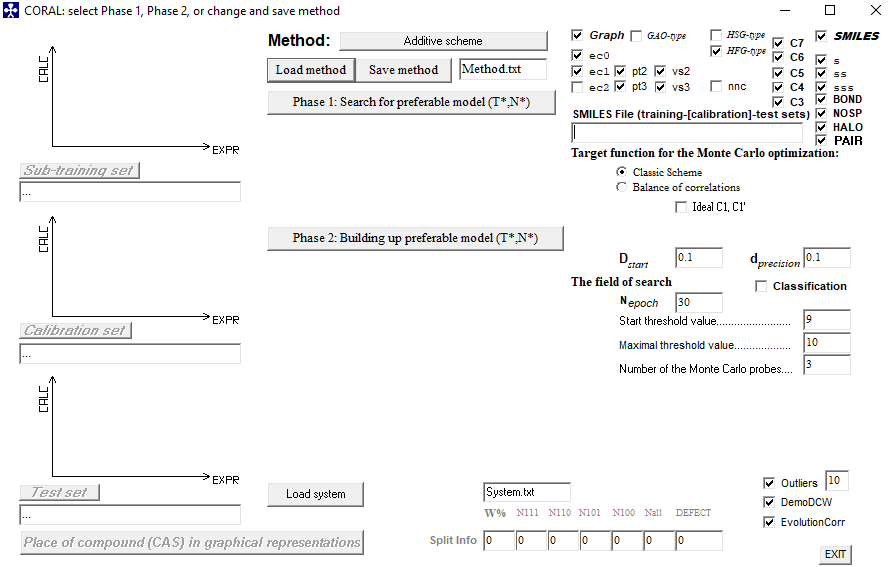 CORAL: select Phase 1, Phase 2, or change and save method
CALC
EXPR
Sub-training set
...
CALC
EXPR
Calibration set
...
CALC
EXPR
Test set
...
Place of compound (CAS) in graphical representations
Method: Additive scheme
Load method Save method Method.txt
Phase 1: Search for preferable model (T*,N*)
Phase 2: Building up preferable model (T*,N*)
Load system
Graph GAO-type HSG-type C7 SMILES
ec0 HFG-type C6 s
ec1 pt2 vs2 C5 ss
ec2 pt3 vs3 nnc C4 sss
C3 BOND
SMILES File (training-[calibration]-test sets) NOSP
HALO
PAIR
Target function for the Monte Carlo optimization:
Classic Scheme
Balance of correlations
Ideal C1, C1'
Dstart 0.1 dprecision 0.1
The field of search Classification
Nepoch 30
Start threshold value........................ 9
Maximal threshold value................... 10
Number of the Monte Carlo probes.... 3
System.txt
W% N111 N110 N101 N100 Nall DEFECT
Split Info 0 0 0 0 0 0
Outliers 10
DemoDCW
EvolutionCorr
EXIT